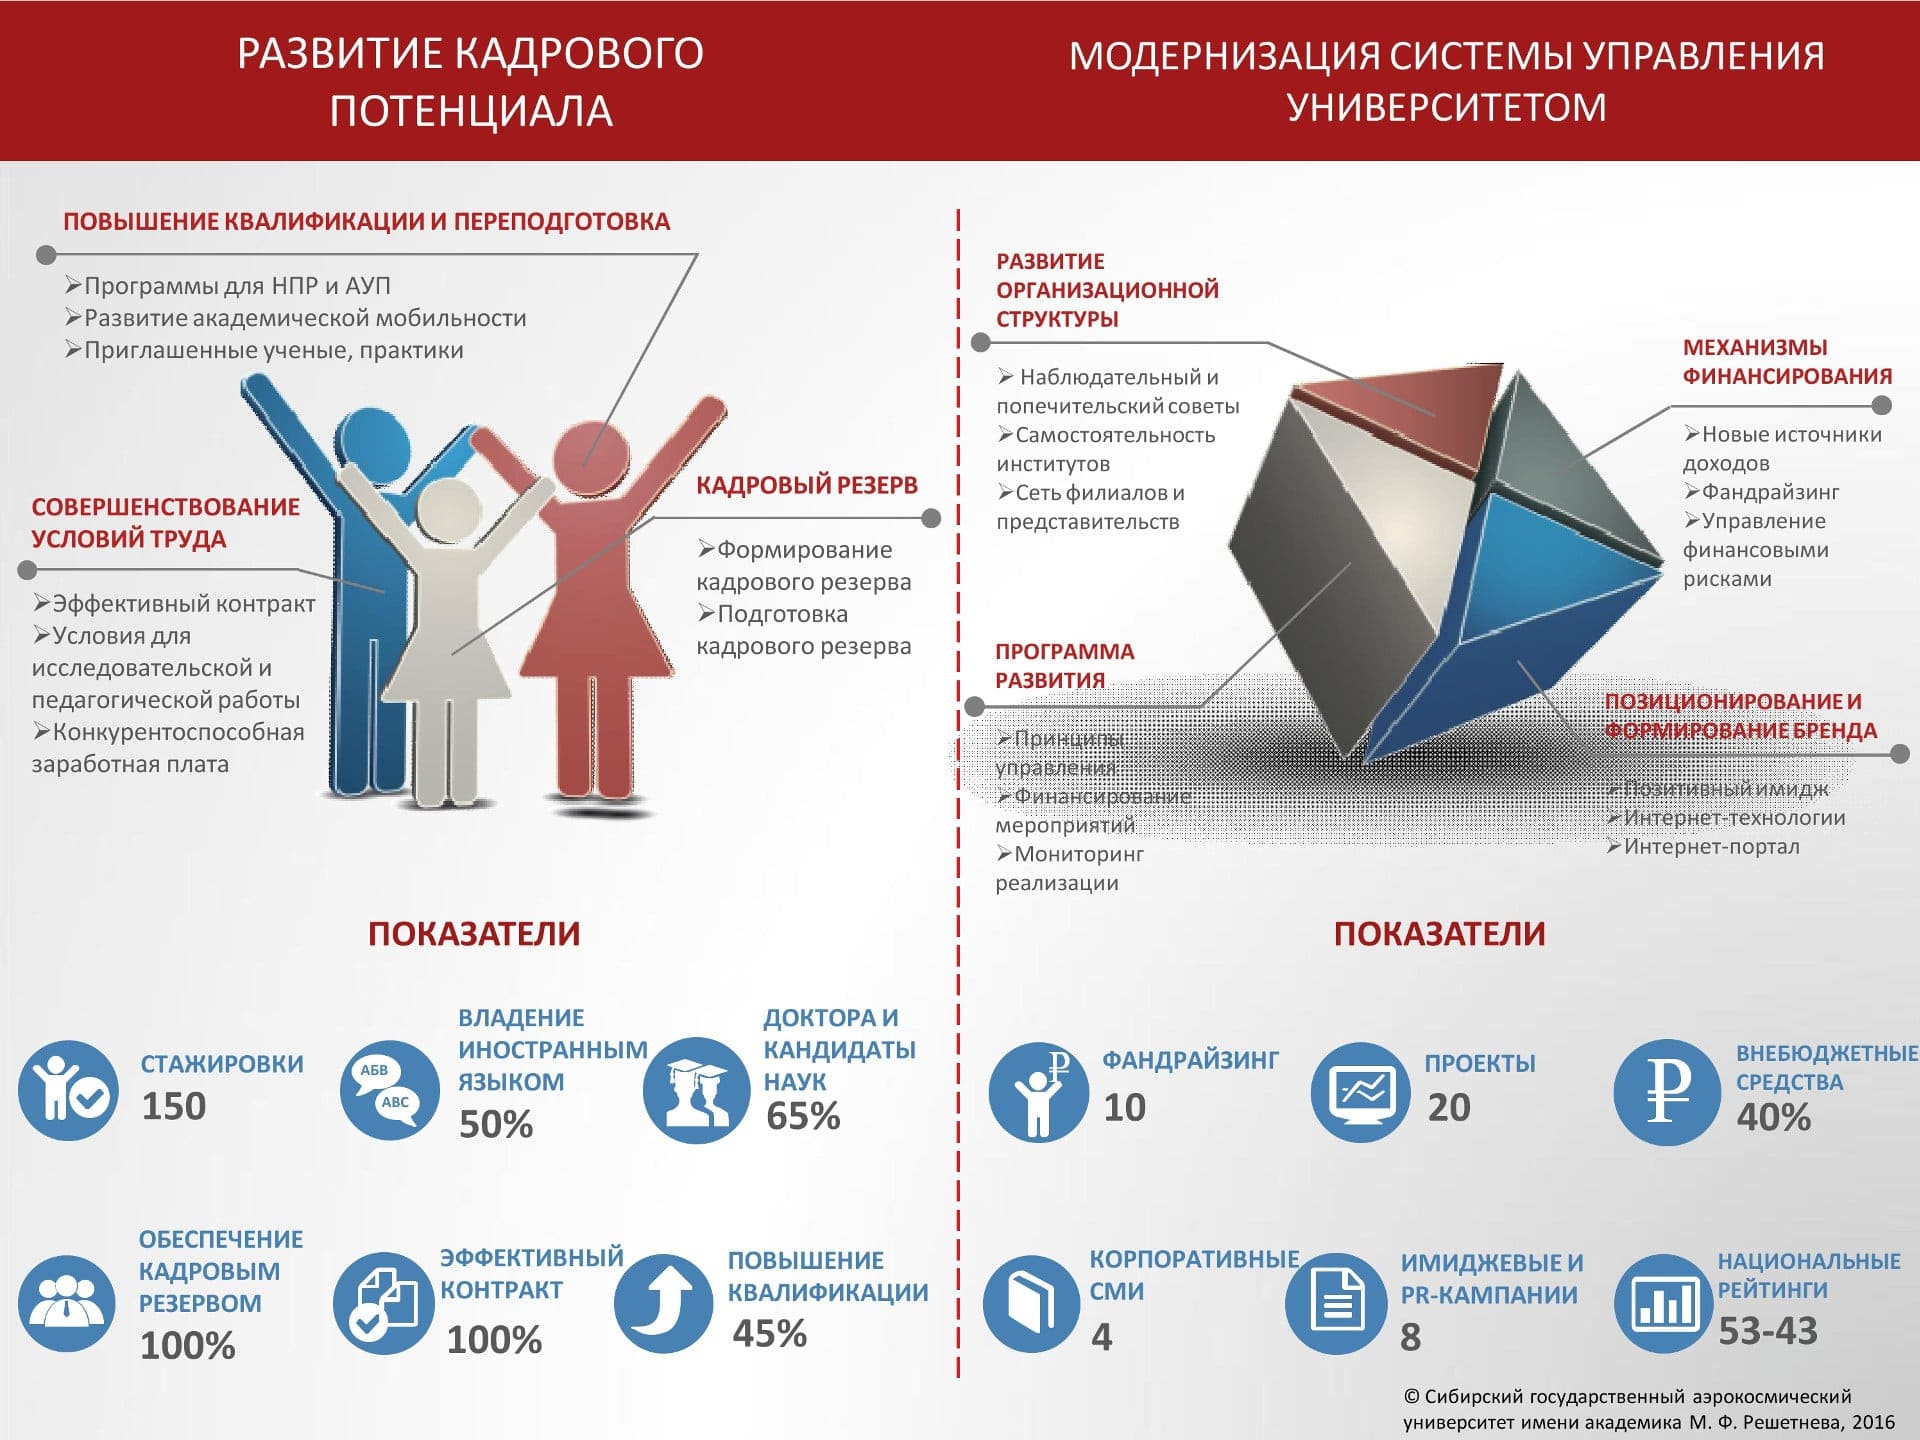 РАЗВИТИЕ КАДРОВОГО
ПОТЕНЦИАЛА
ПОВЫШЕНИЕ КВАЛИФИКАЦИИ И ПЕРЕПОДГОТОВКА
➢Программы для НПР и АУП
➢Развитие академической мобильности
➢Приглашенные ученые, практики
СОВЕРШЕНСТВОВАНИЕ
УСЛОВИЙ ТРУДА
➢Эффективный контракт
➢Условия для
исследовательской и
педагогической работы
➢Конкурентоспособная
заработная плата
КАДРОВЫЙ РЕЗЕРВ
➢Формирование
кадрового резерва
➢Подготовка
кадрового резерва
ПОКАЗАТЕЛИ
СТАЖИРОВКИ
150
АБВ
ABC
ВЛАДЕНИЕ
ИНОСТРАННЫМ
ЯЗЫКОМ
50%
ДОКТОРА И
КАНДИДАТЫ
НАУК
65%
ОБЕСПЕЧЕНИЕ
КАДРОВЫМ
РЕЗЕРВОМ
100%
ЭФФЕКТИВНЫЙ
КОНТРАКТ
100%
ПОВЫШЕНИЕ
КВАЛИФИКАЦИИ
45%
МОДЕРНИЗАЦИЯ СИСТЕМЫ УПРАВЛЕНИЯ
УНИВЕРСИТЕТОМ
РАЗВИТИЕ
ОРГАНИЗАЦИОННОЙ
СТРУКТУРЫ
➢ Наблюдательный и
попечительский советы
➢Самостоятельность
институтов
➢Сеть филиалов и
представительств
МЕХАНИЗМЫ
ФИНАНСИРОВАНИЯ
➢Новые источники
доходов
➢Фандрайзинг
➢Управление
финансовыми
рисками
ПРОГРАММА
РАЗВИТИЯ
➢Принципы
управления
➢Финансирование
мероприятий
➢Мониторинг
реализации
ПОЗИЦИОНИРОВАНИЕ И
ФОРМИРОВАНИЕ БРЕНДА
➢Позитивный имидж
➢Интернет-технологии
➢Интернет-портал
ПОКАЗАТЕЛИ
₽
ФАНДРАЙЗИНГ
10
ПРОЕКТЫ
20
₽
ВНЕБЮДЖЕТНЫЕ
СРЕДСТВА
40%
КОРПОРАТИВНЫЕ
СМИ
4
ИМИДЖЕВЫЕ И
PR-КАМПАНИИ
8
НАЦИОНАЛЬНЫЕ
РЕЙТИНГИ
53-43
© Сибирский государственный аэрокосмический
университет имени академика М. Ф. Решетнева, 2016